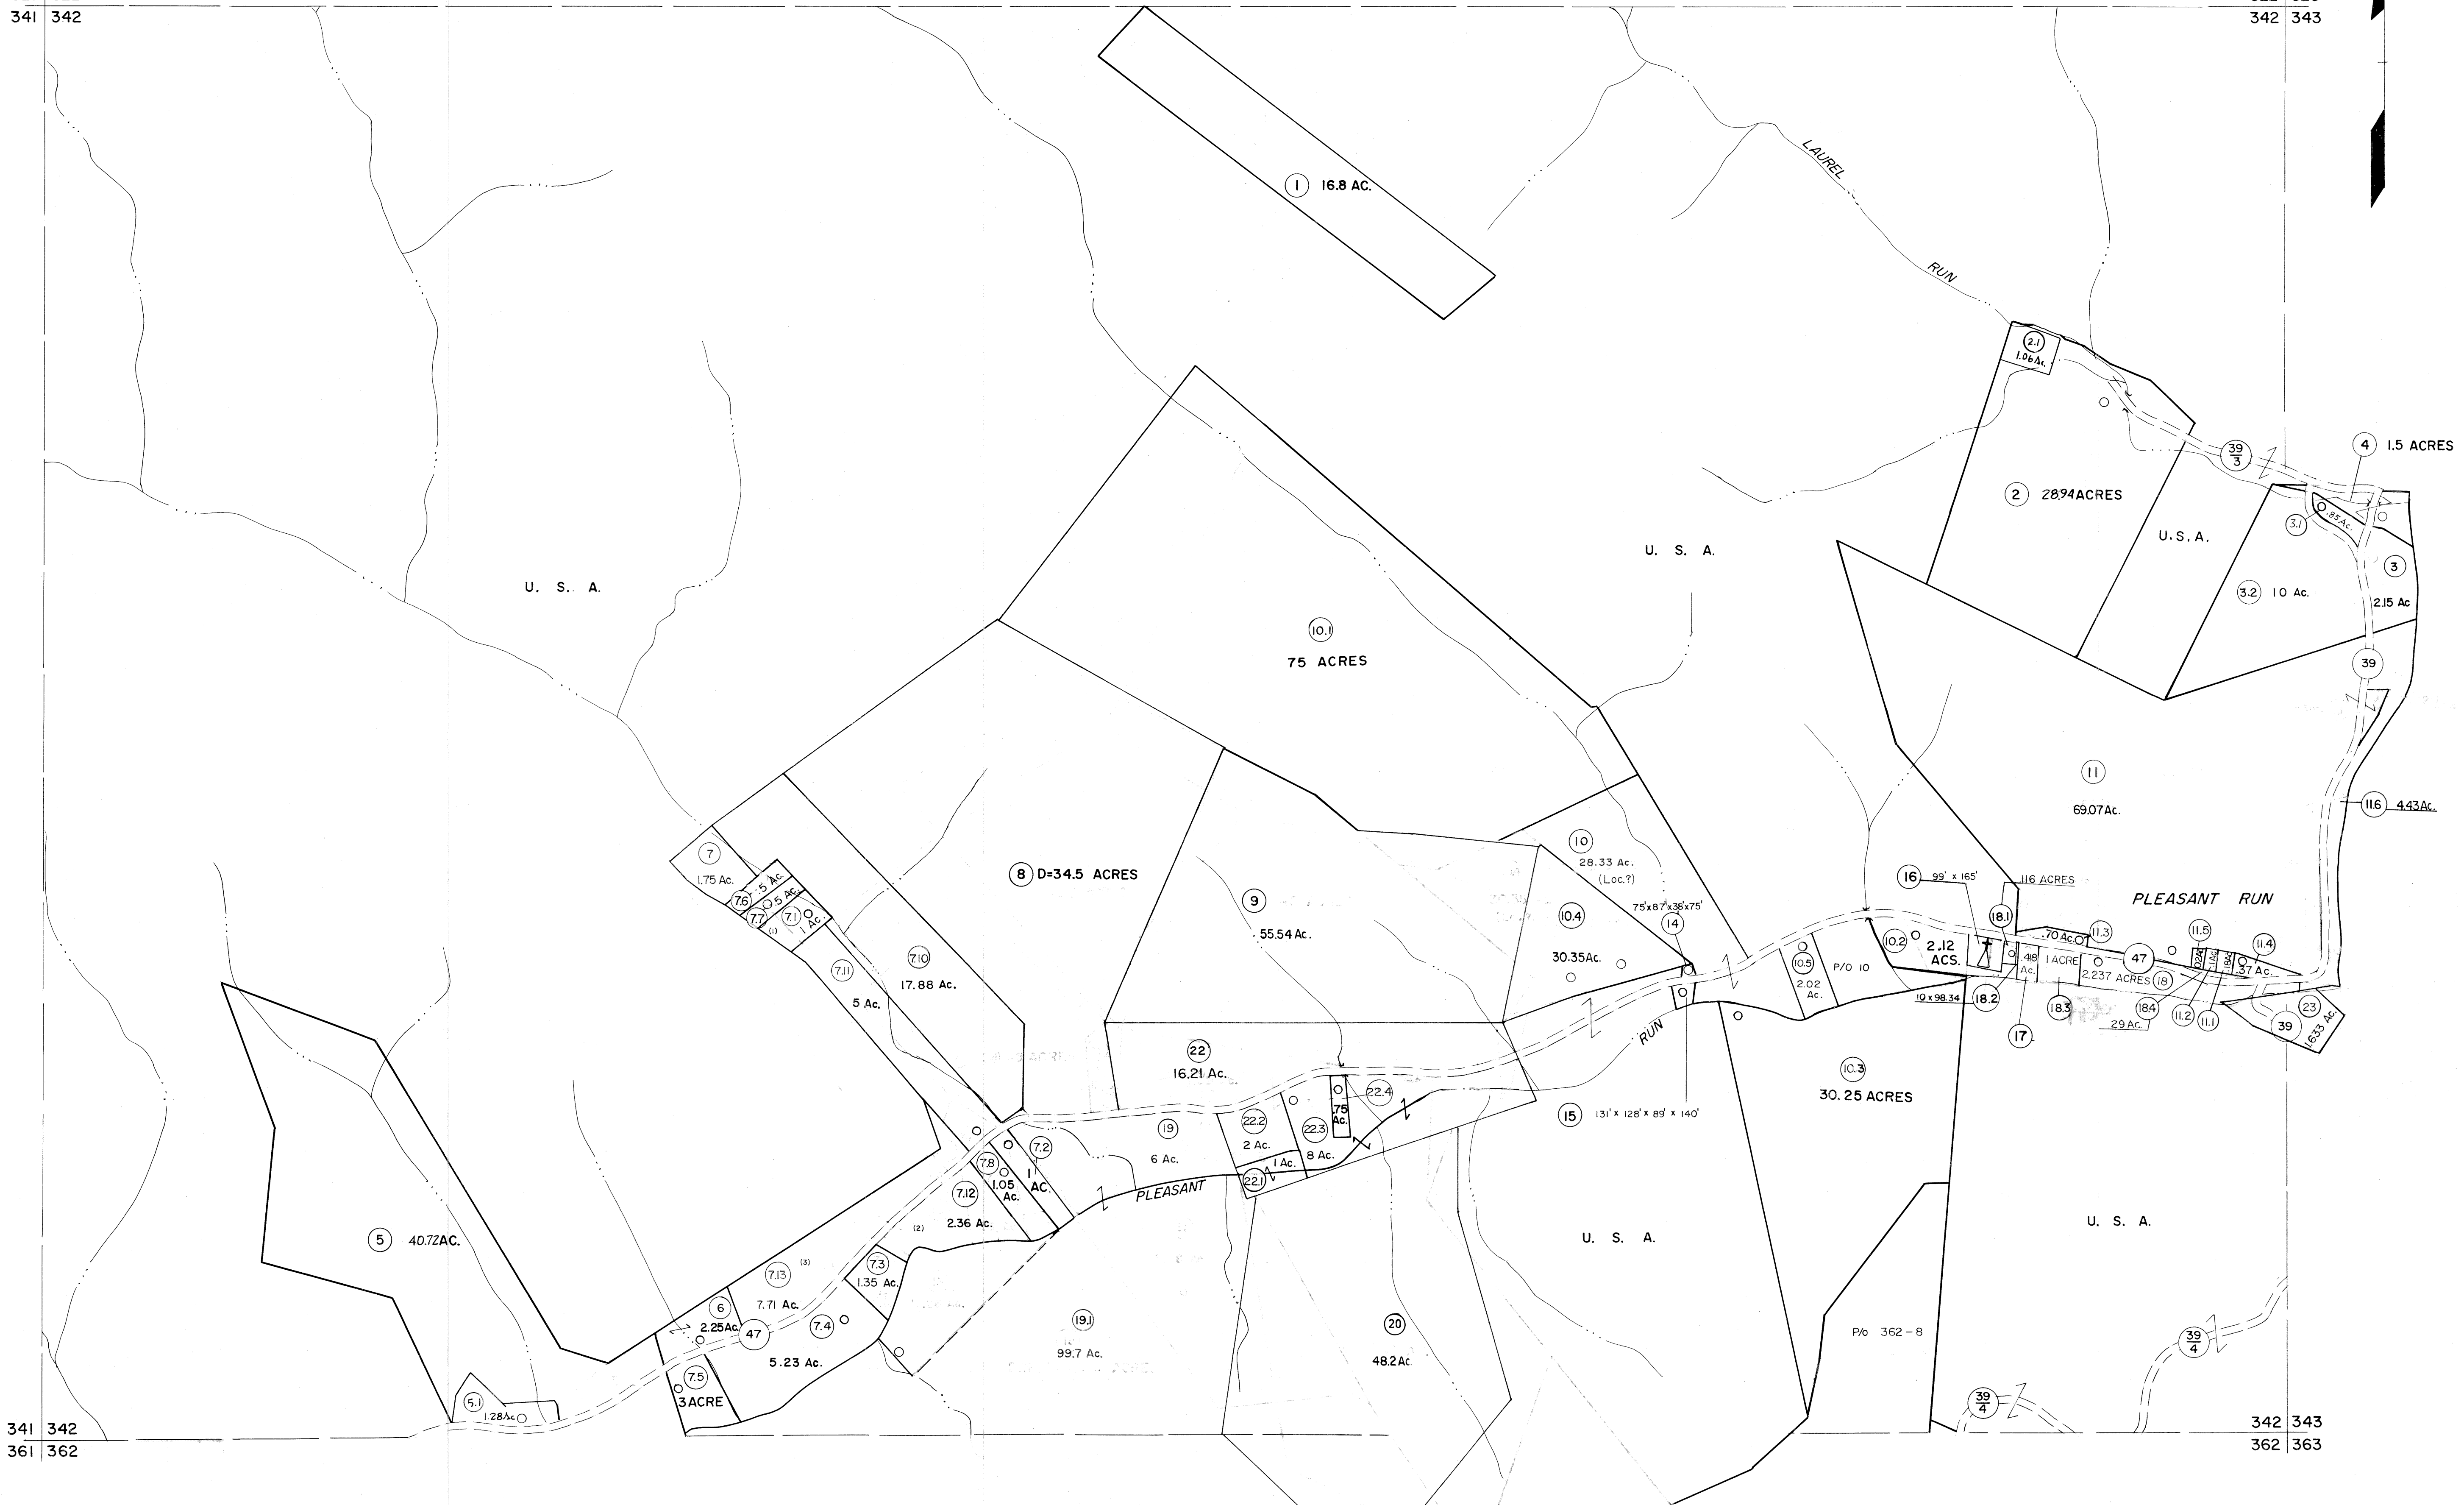 341 342
342 343
LAUREL
1 16.8 AC.
RUN
2.1
1.06Ac.
39
3
4 1.5 ACRES
2 28.94 ACRES
3.1 .85 Ac.
U.S.A.
U. S. A.
3
U. S. A.
3.2 10 Ac.
2.15 Ac
10.1
75 ACRES
39
11
69.07 Ac.
11.6 4.43 Ac.
10
28.33 Ac.
(Loc.?)
7
1.75 Ac.
8 D=34.5 ACRES
16 99' x 165'
.116 ACRES
.5 Ac.
7.6
.5 Ac.
7.7
7.1
1 Ac.
(1)
9
55.54 Ac.
75'x87'x38'x75'
14
10.4
30.35 Ac.
18.1
PLEASANT RUN
10.2
2.12
ACS.
.70 Ac.
11.3
11.5
11.4
.37 Ac.
.02Ac
.1Ac
.18Ac
47
7.11
5 Ac.
7.10
17.88 Ac.
10.5
2.02
Ac.
P/O 10
.418
Ac.
1 ACRE
2.237 ACRES 18
10 x 98.34
18.2
17
18.3
18.4
.29 Ac.
11.2
11.1
23
1.633 Ac.
39
RUN
22
16.21 Ac.
10.3
30.25 ACRES
22.4
.75
Ac.
15 131' x 128' x 89' x 140'
22.2
2 Ac.
22.3
8 Ac.
19
6 Ac.
1 Ac.
22.1
7.2
1
AC.
7.8
1.05
Ac.
PLEASANT
7.12
2.36 Ac.
(2)
5 40.72AC.
U. S. A.
U. S. A.
7.3
1.35 Ac.
7.13 (3)
7.71 Ac.
6
2.25Ac.
47
7.4
5.23 Ac.
19.1
99.7 Ac.
20
48.2 Ac.
P/o 362-8
39
4
7.5
3 ACRE
5.1
1.28Ac
39
4
341 342
361 362
342 343
362 363